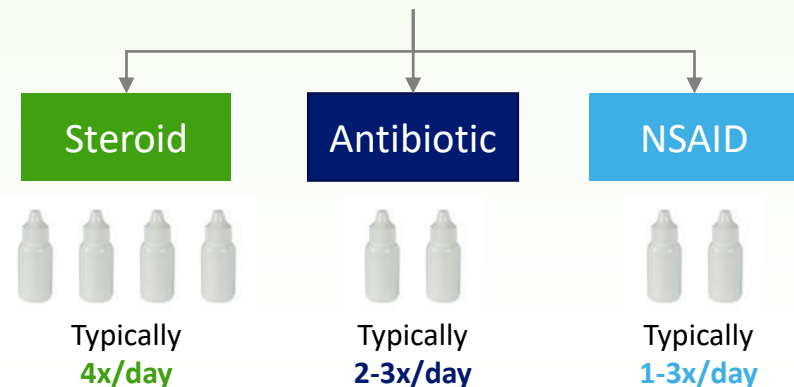 Steroid
Antibiotic
NSAID
Typically
4x/day
Typically
2-3x/day
Typically
1-3x/day